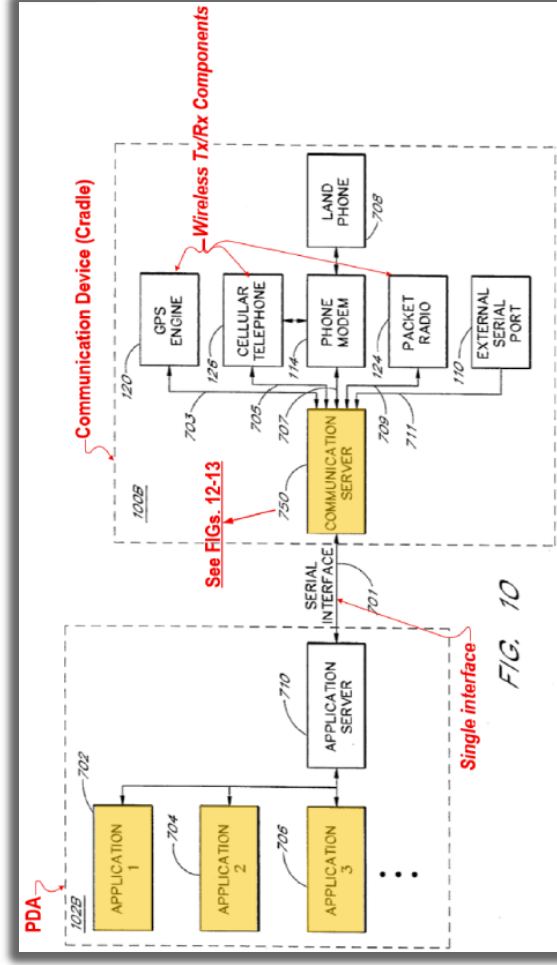 PDA
102B
APPLICATION
1
702
APPLICATION
2
704
APPLICATION
3
706
APPLICATION
SERVER
710
SERIAL
INTERFACE
701
Single interface
Communication Device (Cradle)
100B
See FIGs. 12-13
750
COMMUNICATION
SERVER
703
705
707
709
711
Wireless Tx/Rx Components
120
GPS
ENGINE
126
CELLULAR
TELEPHONE
114
PHONE
MODEM
LAND
PHONE
708
124
PACKET
RADIO
110
EXTERNAL
SERIAL
PORT
FIG. 10